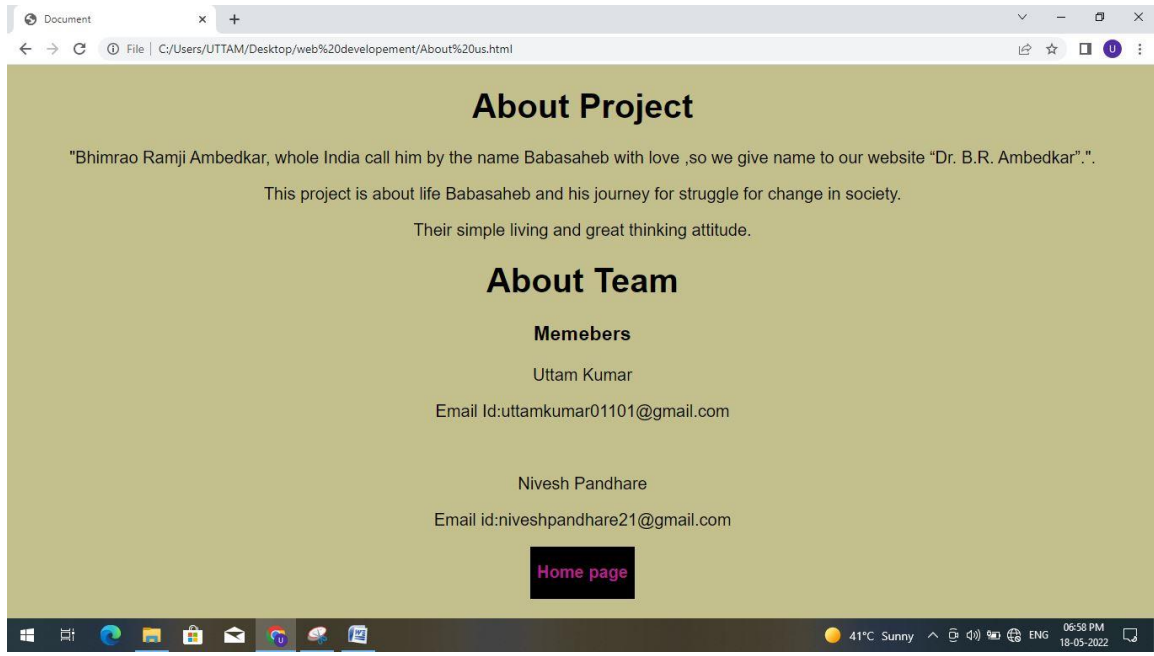 Document
File | C:/Users/UTTAM/Desktop/web%20developement/About%20us.html
U
About Project
"Bhimrao Ramji Ambedkar, whole India call him by the name Babasaheb with love ,so we give name to our website “Dr. B.R. Ambedkar”.".
This project is about life Babasaheb and his journey for struggle for change in society.
Their simple living and great thinking attitude.
About Team
Memebers
Uttam Kumar
Email Id:uttamkumar01101@gmail.com
Nivesh Pandhare
Email id:niveshpandhare21@gmail.com
Home page
41°C Sunny ENG 06:58 PM
18-05-2022